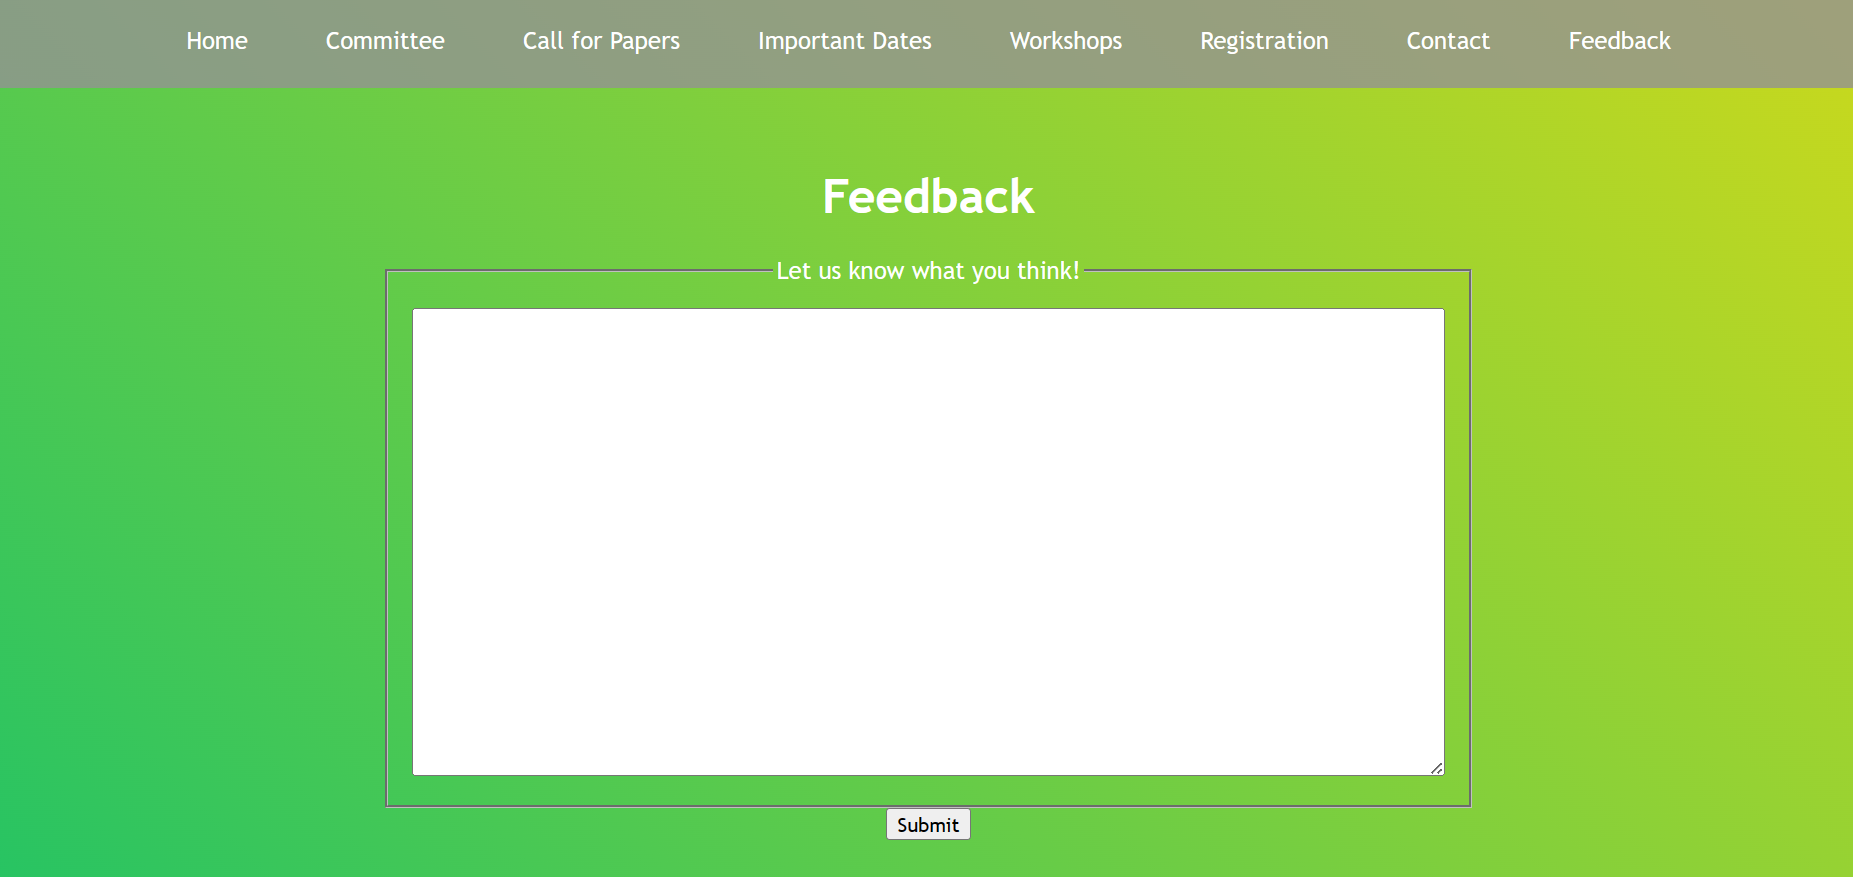 Home Committee Call for Papers Important Dates Workshops Registration Contact Feedback
Feedback
Let us know what you think!
Submit